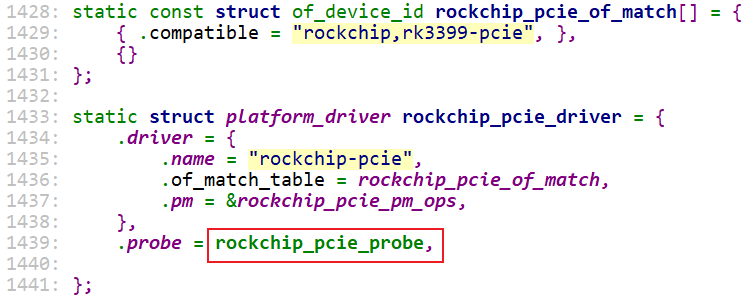 1428: static const struct of_device_id rockchip_pcie_of_match[] = {
1429:     { .compatible = "rockchip,rk3399-pcie", },
1430:     {}
1431: };
1432:
1433: static struct platform_driver rockchip_pcie_driver = {
1434:     .driver = {
1435:         .name = "rockchip-pcie",
1436:         .of_match_table = rockchip_pcie_of_match,
1437:         .pm = &rockchip_pcie_pm_ops,
1438:     },
1439:     .probe = rockchip_pcie_probe,
1440:
1441: };